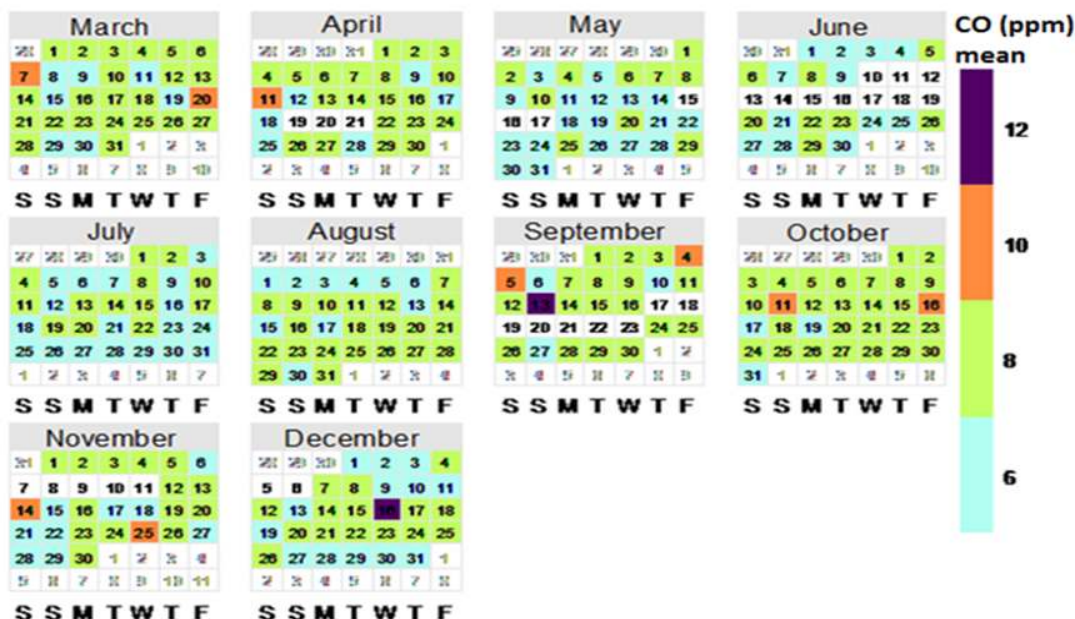 March
1 2 3 4 5 6
7 8 9 10 11 12 13
14 15 16 17 18 19 20
21 22 23 24 25 26 27
28 29 30 31
S S M T W T F
April
1 2 3
4 5 6 7 8 9 10
11 12 13 14 15 16 17
18 19 20 21 22 23 24
25 26 27 28 29 30
S S M T W T F
May
1
2 3 4 5 6 7 8
9 10 11 12 13 14 15
16 17 18 19 20 21 22
23 24 25 26 27 28 29
30 31
S S M T W T F
June
1 2 3 4 5
6 7 8 9 10 11 12
13 14 15 16 17 18 19
20 21 22 23 24 25 26
27 28 29 30
S S M T W T F
CO (ppm)
mean
12
10
8
6
July
1 2 3
4 5 6 7 8 9 10
11 12 13 14 15 16 17
18 19 20 21 22 23 24
25 26 27 28 29 30 31
S S M T W T F
August
1 2 3 4 5 6 7
8 9 10 11 12 13 14
15 16 17 18 19 20 21
22 23 24 25 26 27 28
29 30 31
S S M T W T F
September
1 2 3 4
5 6 7 8 9 10 11
12 13 14 15 16 17 18
19 20 21 22 23 24 25
26 27 28 29 30
S S M T W T F
October
1 2
3 4 5 6 7 8 9
10 11 12 13 14 15 16
17 18 19 20 21 22 23
24 25 26 27 28 29 30
31
S S M T W T F
November
1 2 3 4 5 6
7 8 9 10 11 12 13
14 15 16 17 18 19 20
21 22 23 24 25 26 27
28 29 30
S S M T W T F
December
1 2 3 4
5 6 7 8 9 10 11
12 13 14 15 16 17 18
19 20 21 22 23 24 25
26 27 28 29 30 31
S S M T W T F